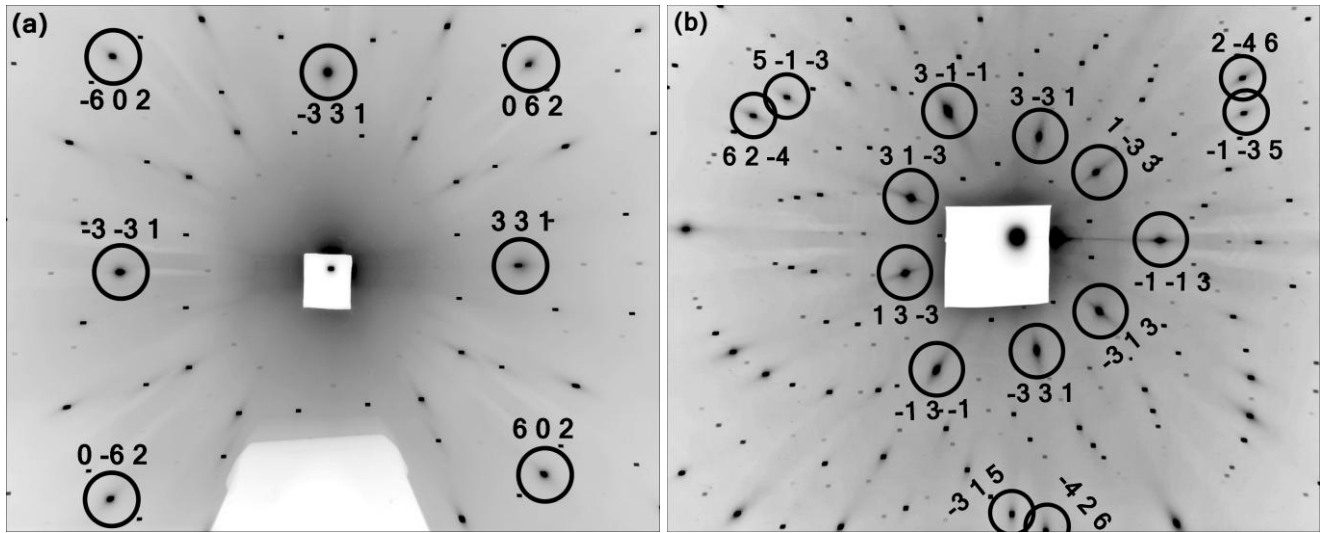 (a)
-6 0 2
-3 3 1
0 6 2
-3 -3 1
3 3 1
0 -6 2
6 0 2
(b)
5 -1 -3
6 2 -4
3 -1 -1
3 -3 1
1 -3 3
2 -4 6
-1 -3 5
3 1 -3
-1 -1 3
1 3 -3
-3 1 3
-1 3 -1
-3 3 1
-3 1 5
-4 2 6